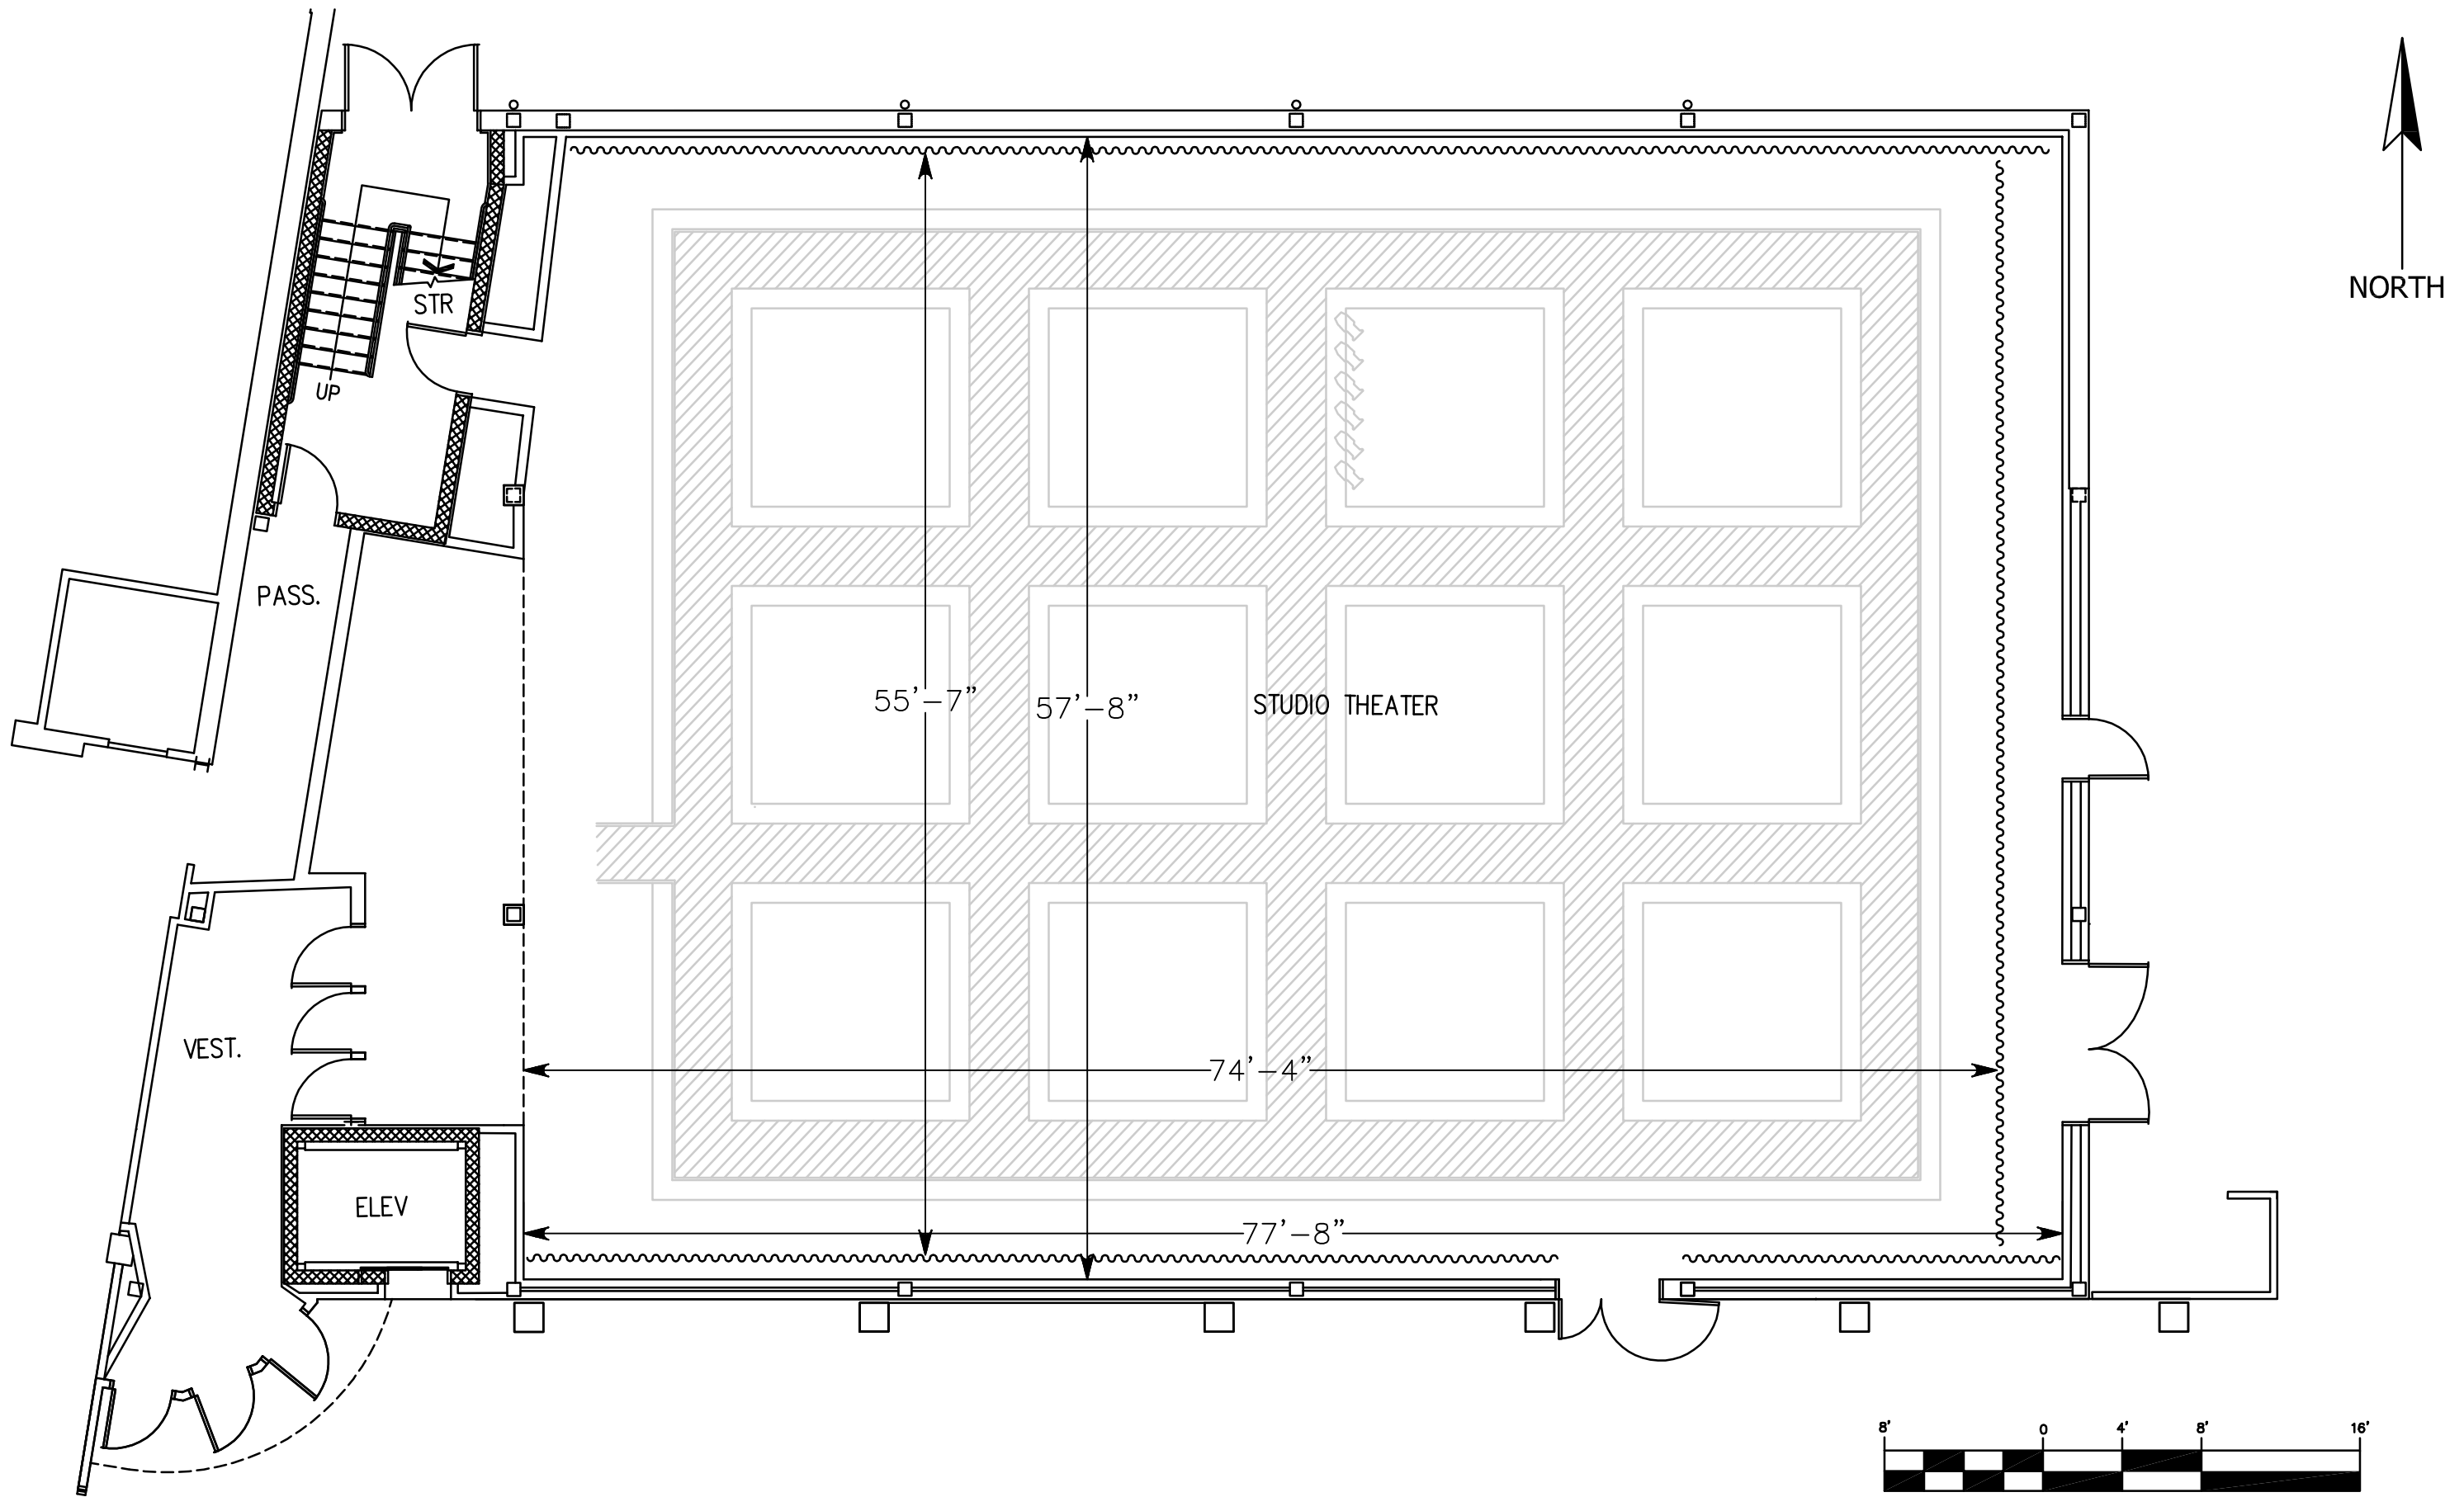 NORTH
STR
UP
PASS.
55'-7"
57'-8"
STUDIO THEATER
VEST.
74'-4"
ELEV
77'-8"
8' 0 4' 8' 16'